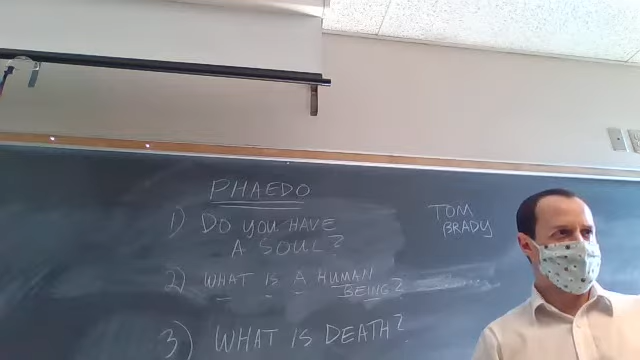 PHAEDO
1) DO YOU HAVE
A SOUL?
2) WHAT IS A HUMAN
BEING?
3) WHAT IS DEATH?
TOM
BRADY